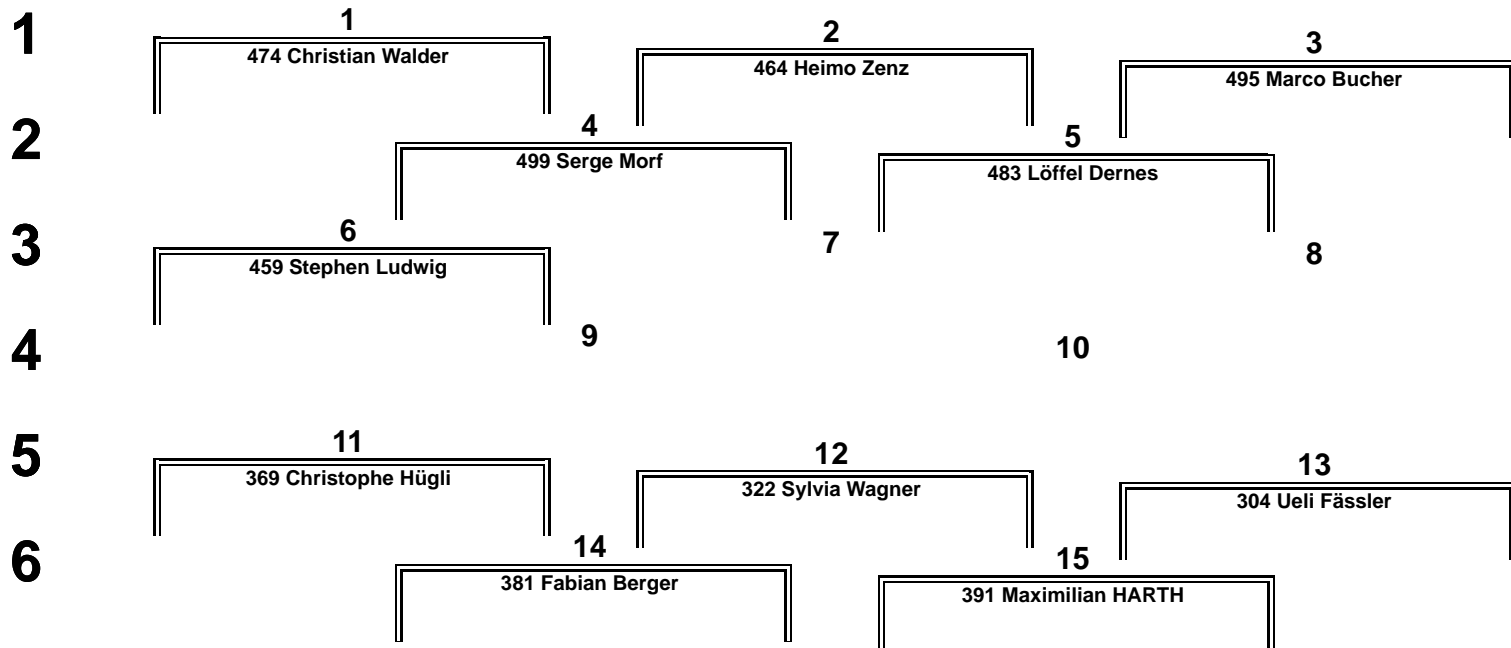 1
1
474 Christian Walder
2
464 Heimo Zenz
3
495 Marco Bucher
2
4
499 Serge Morf
5
483 Löffel Dernes
3
6
459 Stephen Ludwig
7
8
4
9
10
5
11
369 Christophe Hügli
12
322 Sylvia Wagner
13
304 Ueli Fässler
6
14
381 Fabian Berger
15
391 Maximilian HARTH